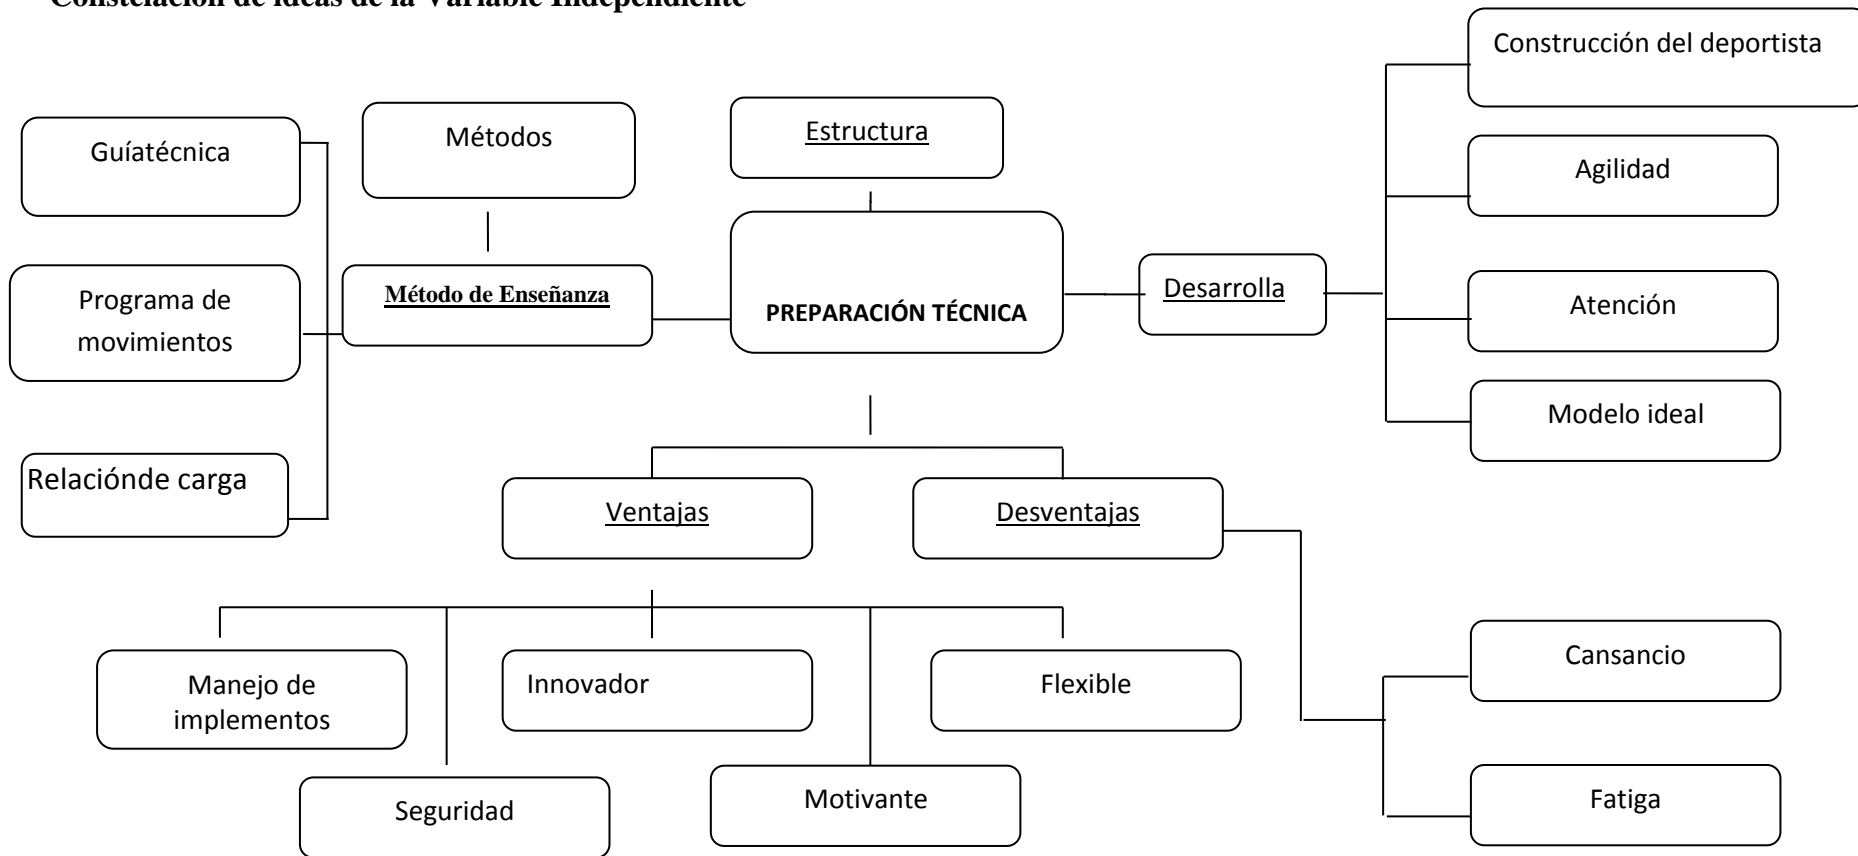 Constelación de ideas de la Variable Independiente
Construcción del deportista
Estructura
Métodos
Guíatécnica
Agilidad
Desarrolla
Método de Enseñanza
Programa de
movimientos
PREPARACIÓN TÉCNICA
Atención
Modelo ideal
Relaciónde carga
Ventajas
Desventajas
Cansancio
Manejo de
implementos
Innovador
Flexible
Seguridad
Motivante
Fatiga